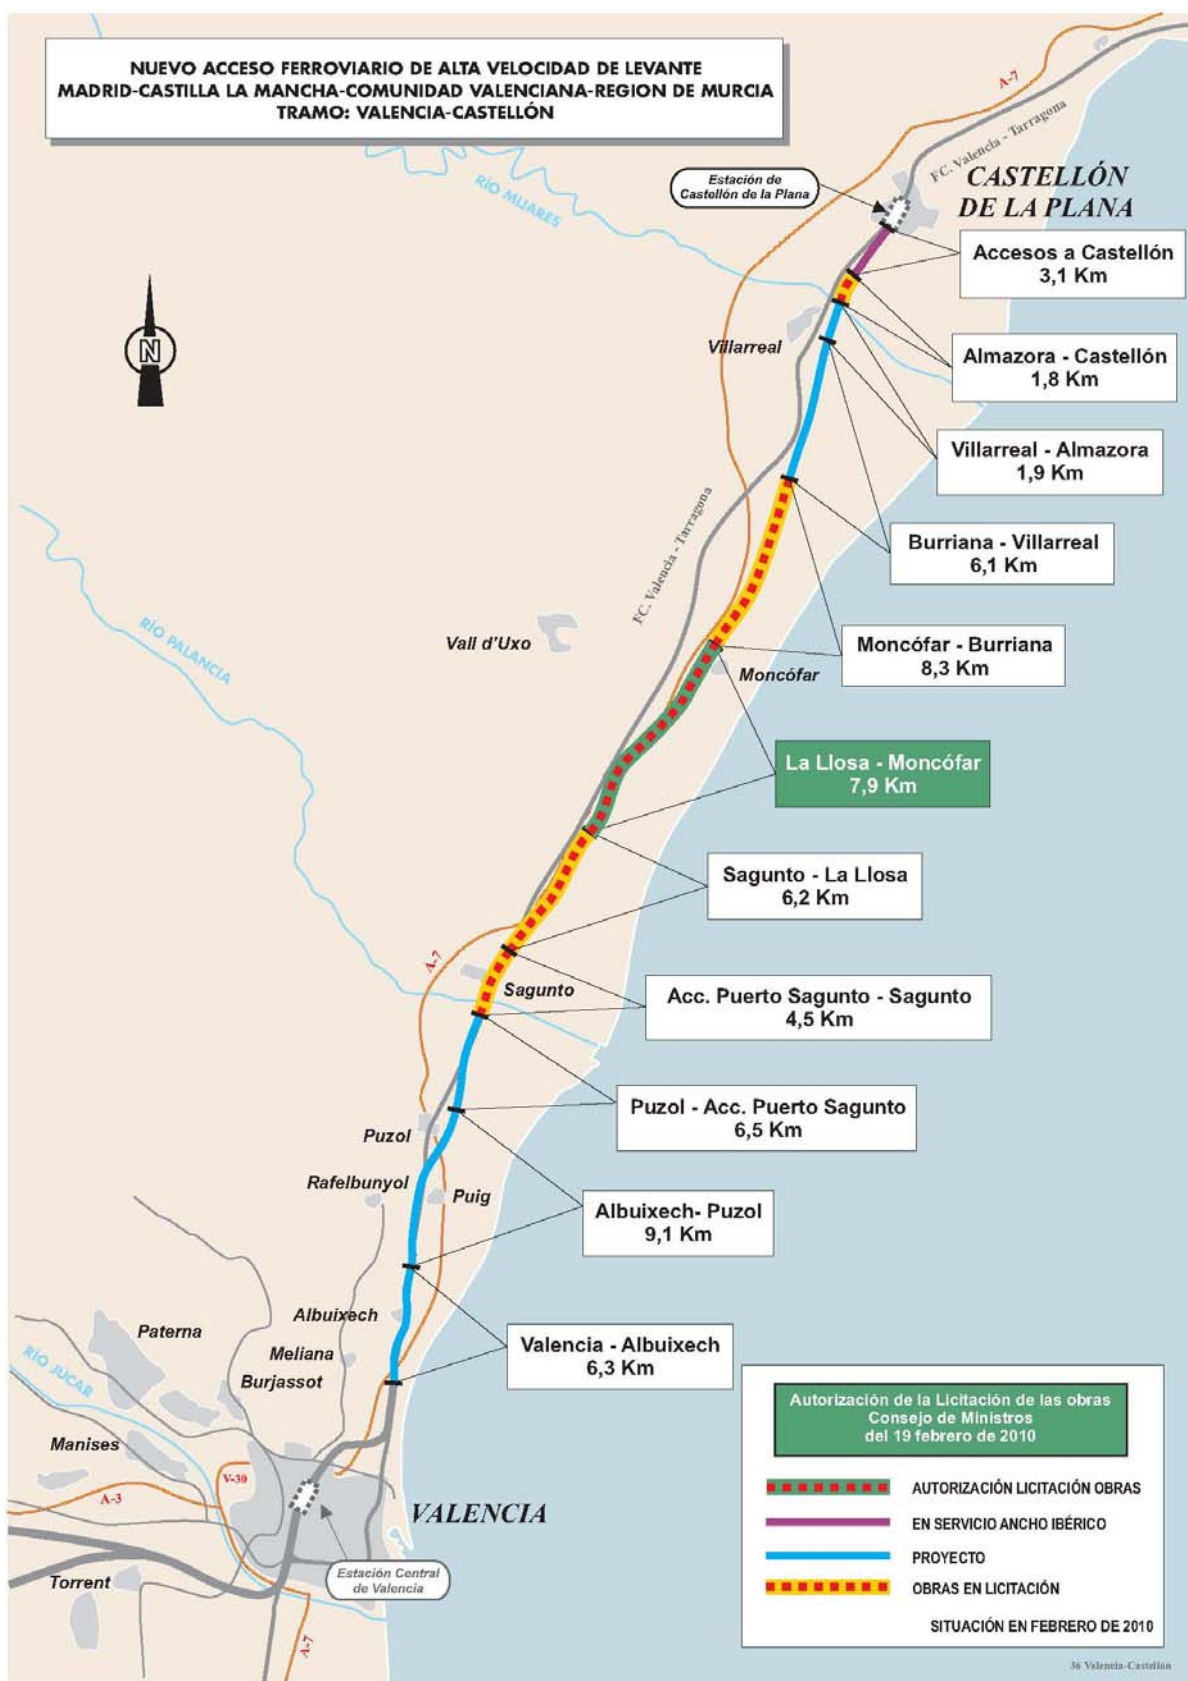 NUEVO ACCESO FERROVIARIO DE ALTA VELOCIDAD DE LEVANTE
MADRID-CASTILLA LA MANCHA-COMUNIDAD VALENCIANA-REGION DE MURCIA
TRAMO: VALENCIA-CASTELLÓN
A-7
FC. Valencia - Tarragona
RÍO MIJARES
Estación de
Castellón de la Plana
CASTELLÓN
DE LA PLANA
Accesos a Castellón
3,1 Km
N
Villarreal
Almazora - Castellón
1,8 Km
Villarreal - Almazora
1,9 Km
FC. Valencia - Tarragona
Burriana - Villarreal
6,1 Km
RÍO PALANCIA
Vall d'Uxo
Moncófar - Burriana
8,3 Km
Moncófar
La Llosa - Moncófar
7,9 Km
Sagunto - La Llosa
6,2 Km
A-7
Sagunto
Acc. Puerto Sagunto - Sagunto
4,5 Km
Puzol - Acc. Puerto Sagunto
6,5 Km
Puzol
Rafelbunyol
Puig
Albuixech- Puzol
9,1 Km
Albuixech
Paterna
Meliana
Valencia - Albuixech
6,3 Km
RÍO JÚCAR
Burjassot
Manises
V-30
A-3
VALENCIA
Estación Central
de Valencia
Torrent
A-7
Autorización de la Licitación de las obras
Consejo de Ministros
del 19 febrero de 2010
AUTORIZACIÓN LICITACIÓN OBRAS
EN SERVICIO ANCHO IBÉRICO
PROYECTO
OBRAS EN LICITACIÓN
SITUACIÓN EN FEBRERO DE 2010
36 Valencia-Castellón